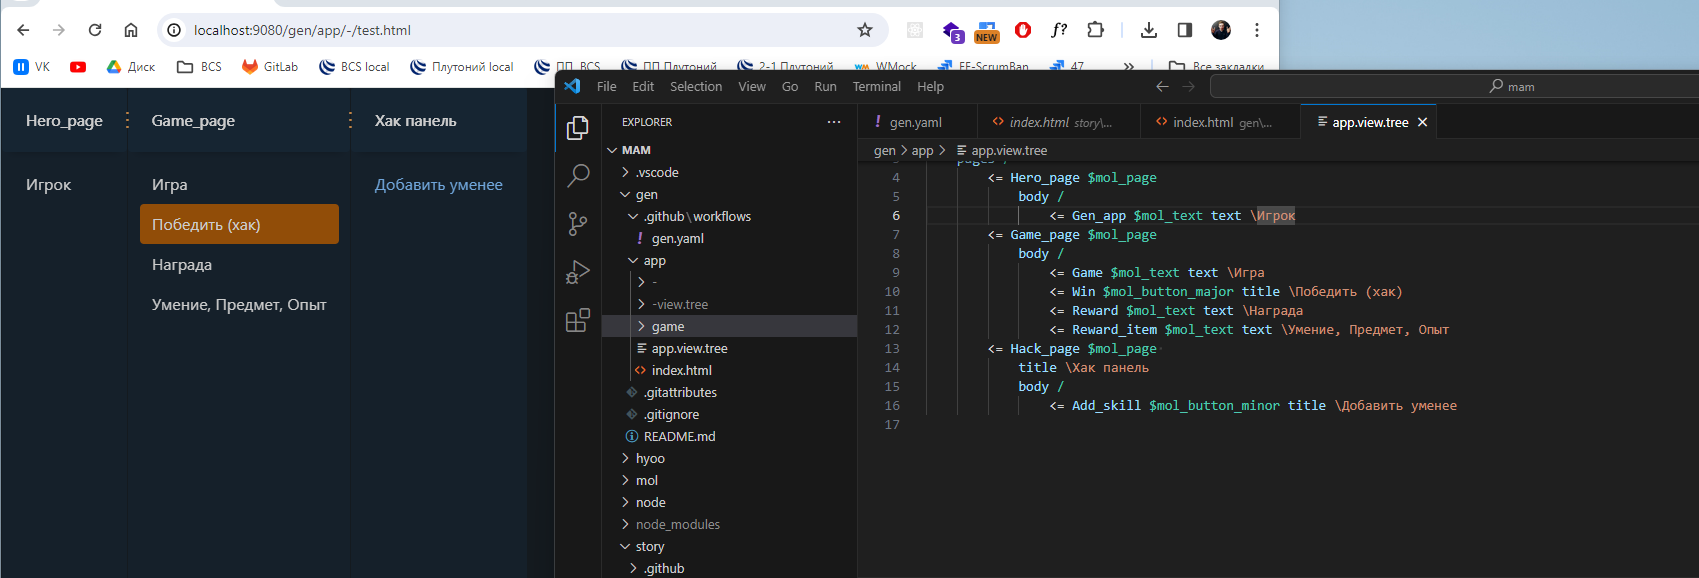 localhost:9080/gen/app/-/test.html
3
NEW
f?
VK
Диск
BCS
GitLab
BCS local
Плутоний local
ПП_BCS
ПП Плутоний
2-1 Плутоний
WMock
FF-ScrumBan
47
Все закладки
Hero_page
Game_page
Хак панель
Игрок
Игра
Добавить уменее
Победить (хак)
Награда
Умение, Предмет, Опыт
File Edit Selection View Go Run Terminal Help
mam
EXPLORER
MAM
.vscode
gen
.github\workflows
gen.yaml
app
-
-view.tree
game
app.view.tree
index.html
.gitattributes
.gitignore
README.md
hyoo
mol
node
node_modules
story
.github
gen.yaml
index.html story\...
index.html gen\...
app.view.tree
gen > app > app.view.tree
pages /
4 <= Hero_page $mol_page
5 body /
6 <= Gen_app $mol_text text \Игрок
7 <= Game_page $mol_page
8 body /
9 <= Game $mol_text text \Игра
10 <= Win $mol_button_major title \Победить (хак)
11 <= Reward $mol_text text \Награда
12 <= Reward_item $mol_text text \Умение, Предмет, Опыт
13 <= Hack_page $mol_page
14 title \Хак панель
15 body /
16 <= Add_skill $mol_button_minor title \Добавить уменее
17